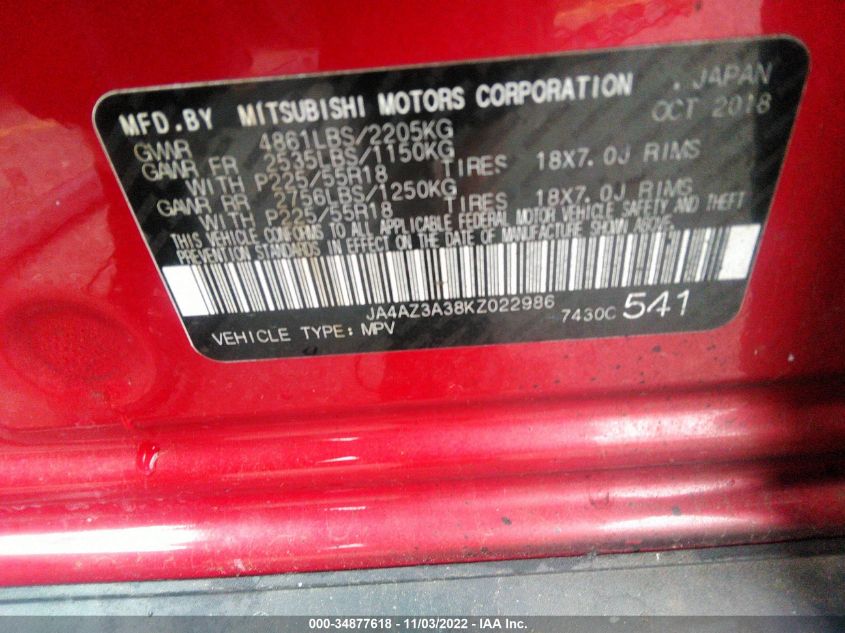 MFD.BY MITSUBISHI MOTORS CORPORATION . JAPAN
OCT 2018
GVWR 4861LBS/2205KG
GAWR FR 2535LBS/1150KG
WITH P225/55R18 TIRES 18X7.0J RIMS
GAWR RR 2756LBS/1250KG
WITH P225/55R18 TIRES 18X7.0J RIMS
THIS VEHICLE CONFORMS TO ALL APPLICABLE FEDERAL MOTOR VEHICLE SAFETY AND THEFT
PREVENTION STANDARDS IN EFFECT ON THE DATE OF MANUFACTURE SHOWN ABOVE.
JA4AZ3A38KZ022986 7430C 541
VEHICLE TYPE: MPV
000-34877618 - 11/03/2022 - © IAA Inc.